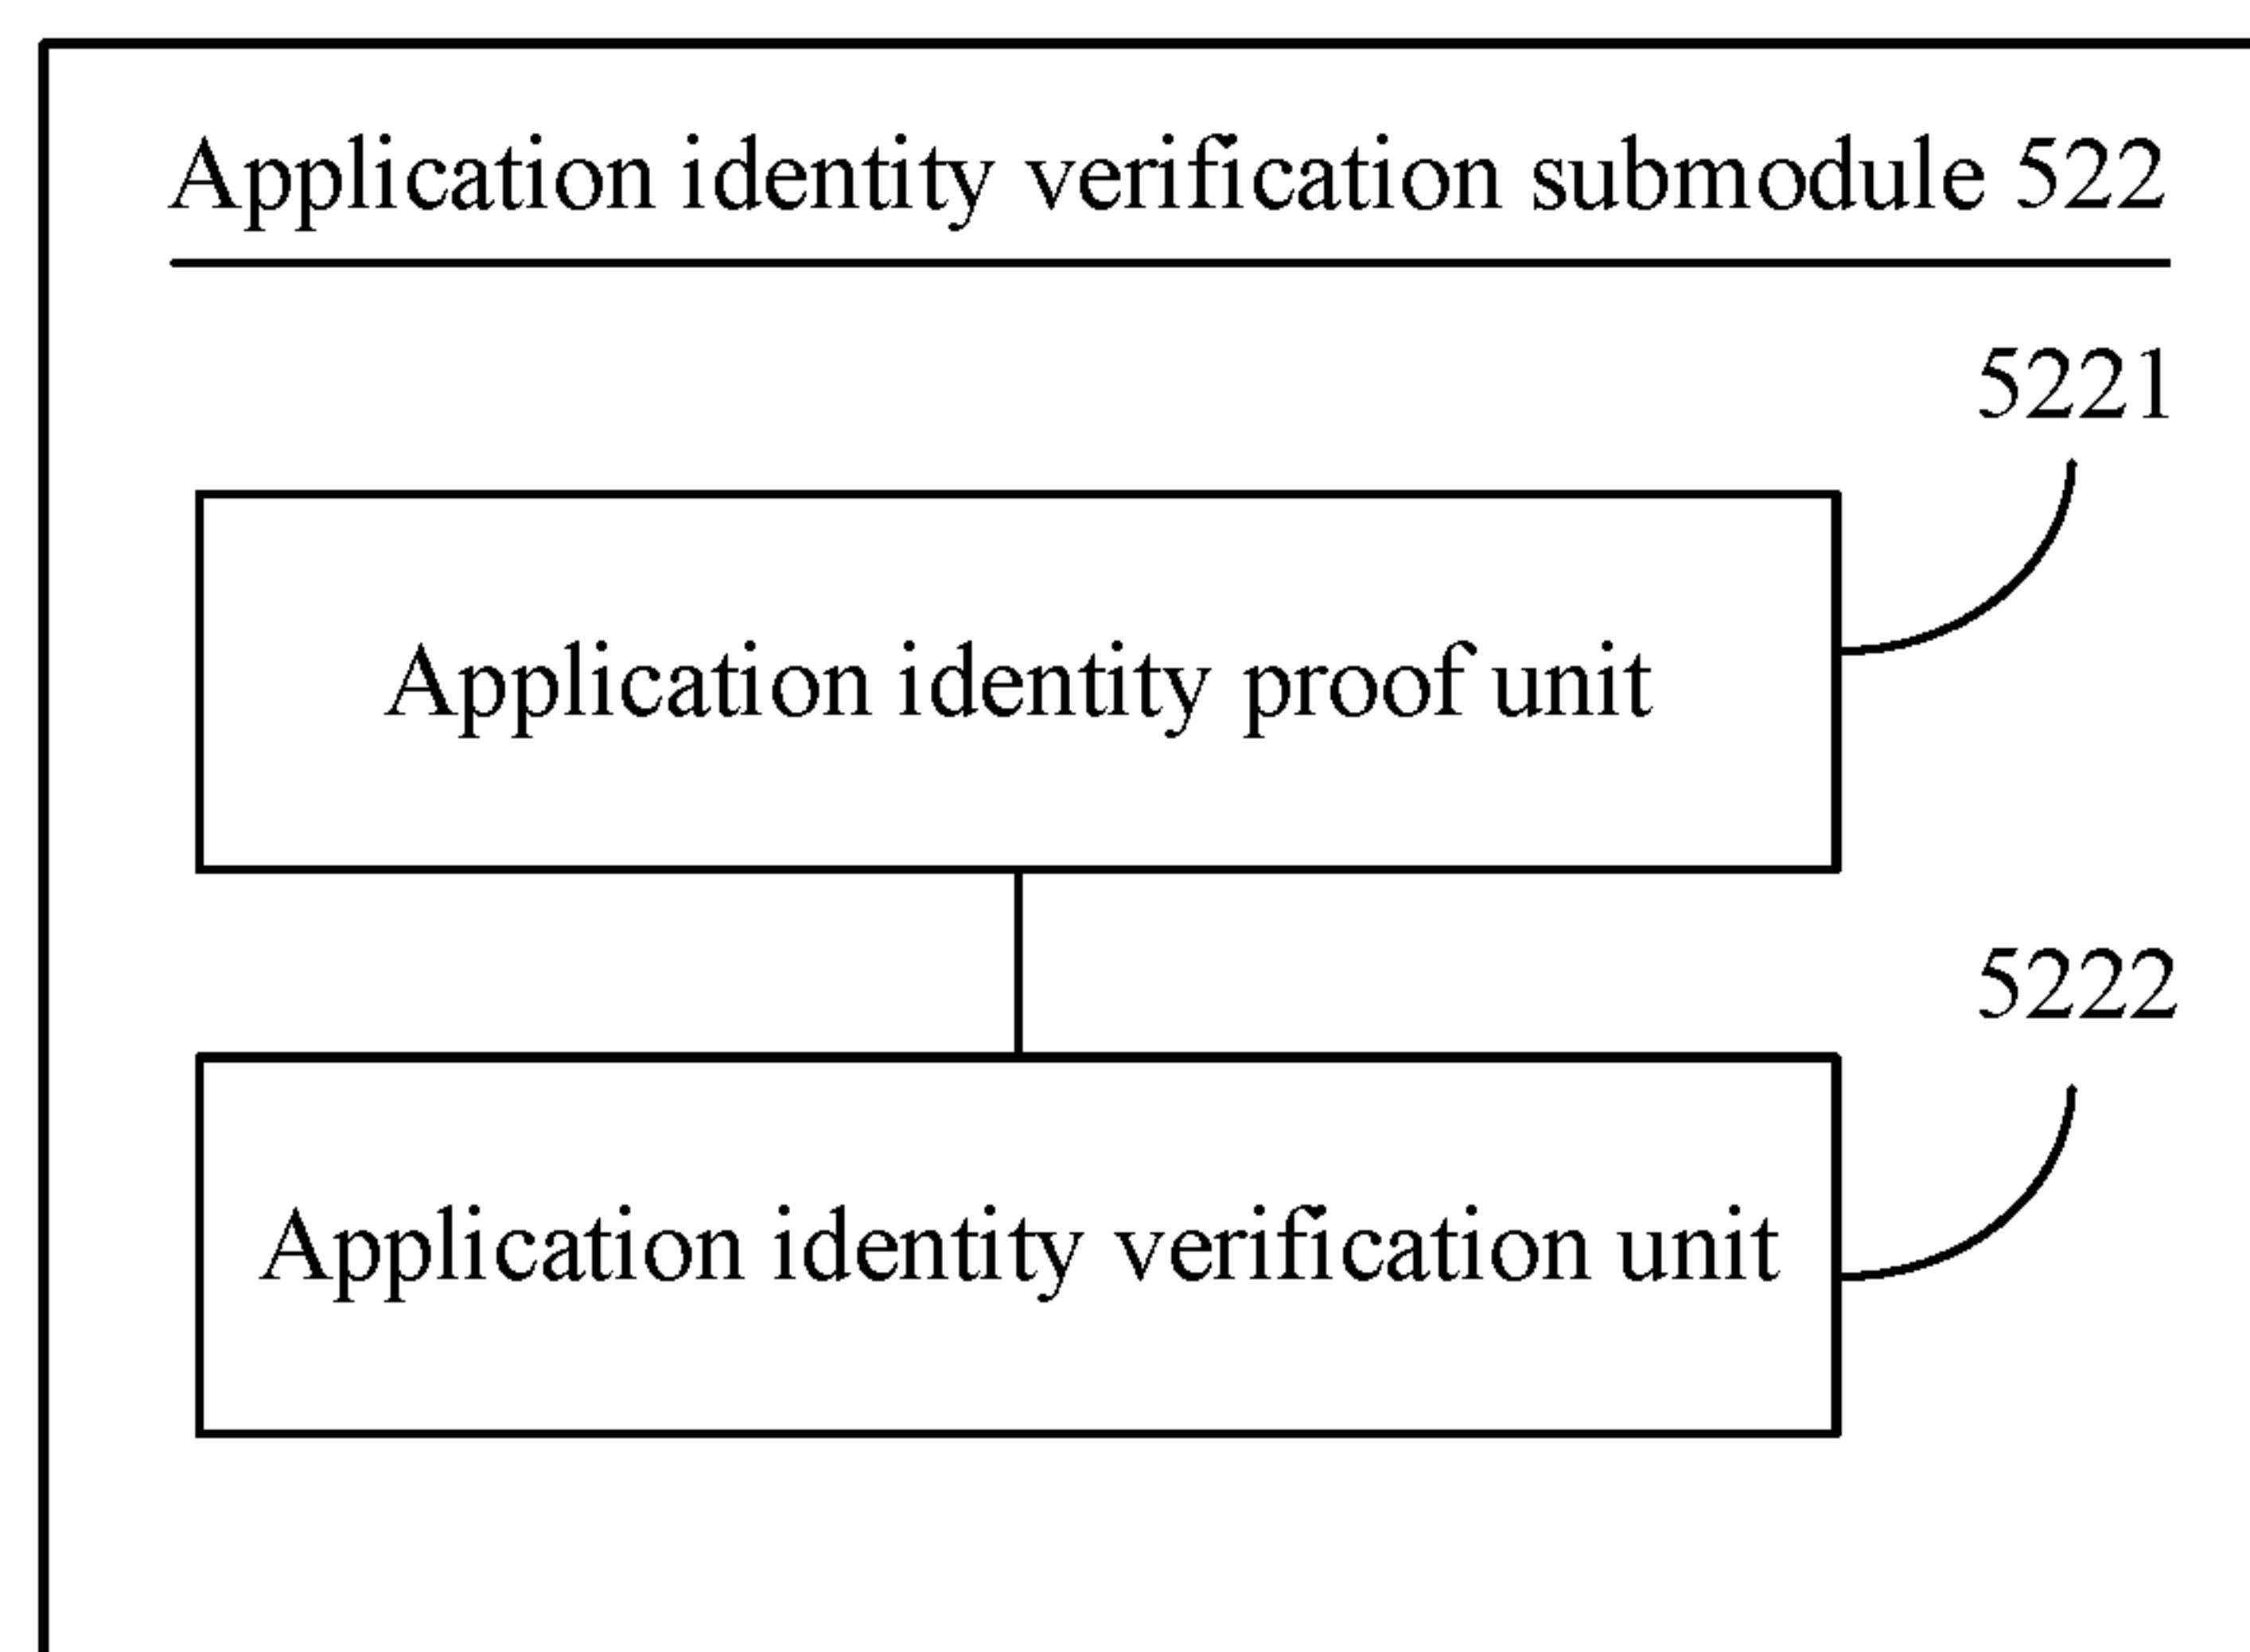 Application identity verification submodule 522
5221
Application identity proof unit
5222
Application identity verification unit